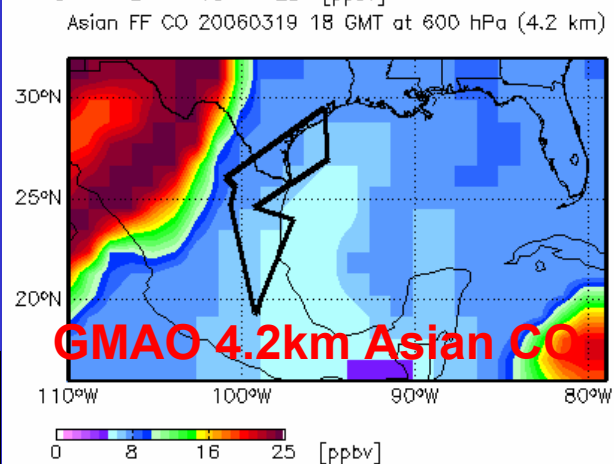 [ppbv]
Asian FF CO 20060319 18 GMT at 600 hPa (4.2 km)
30°N
25°N
20°N
GMAO 4.2km Asian CO
110°W 100°W 90°W 80°W
0 8 16 25 [ppbv]